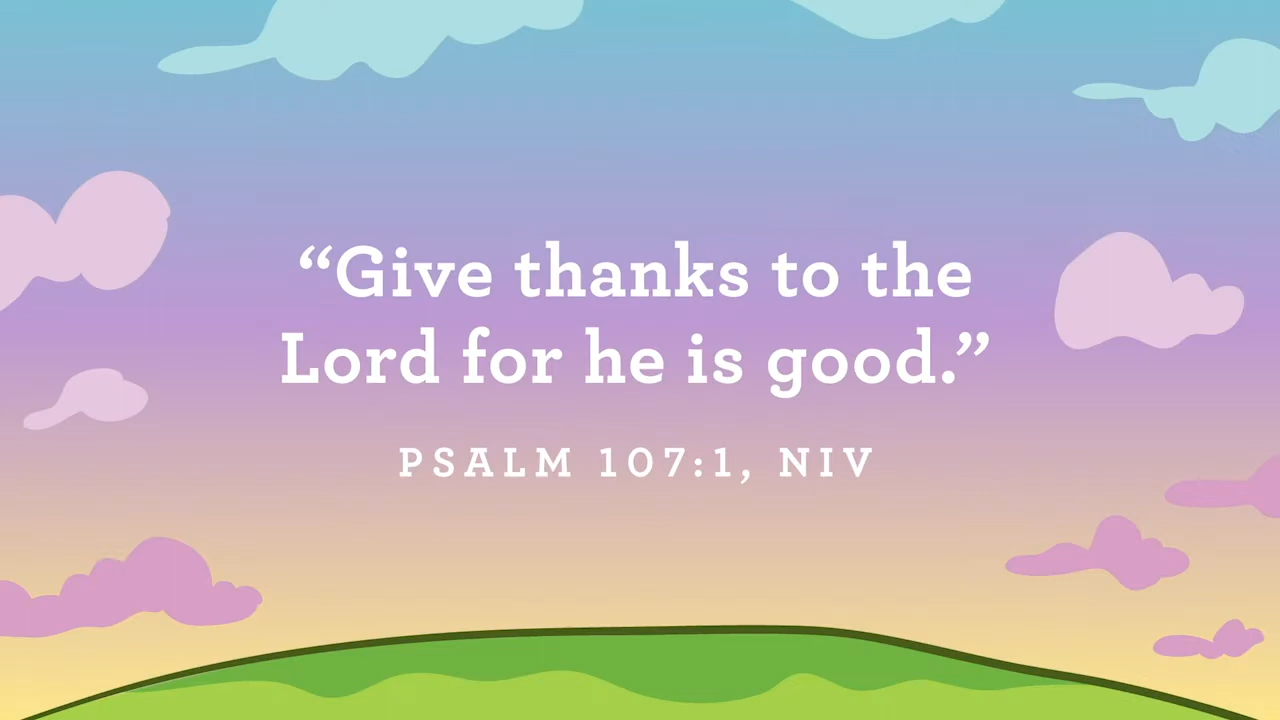 “Give thanks to the
Lord for he is good.”
PSALM 107:1, NIV